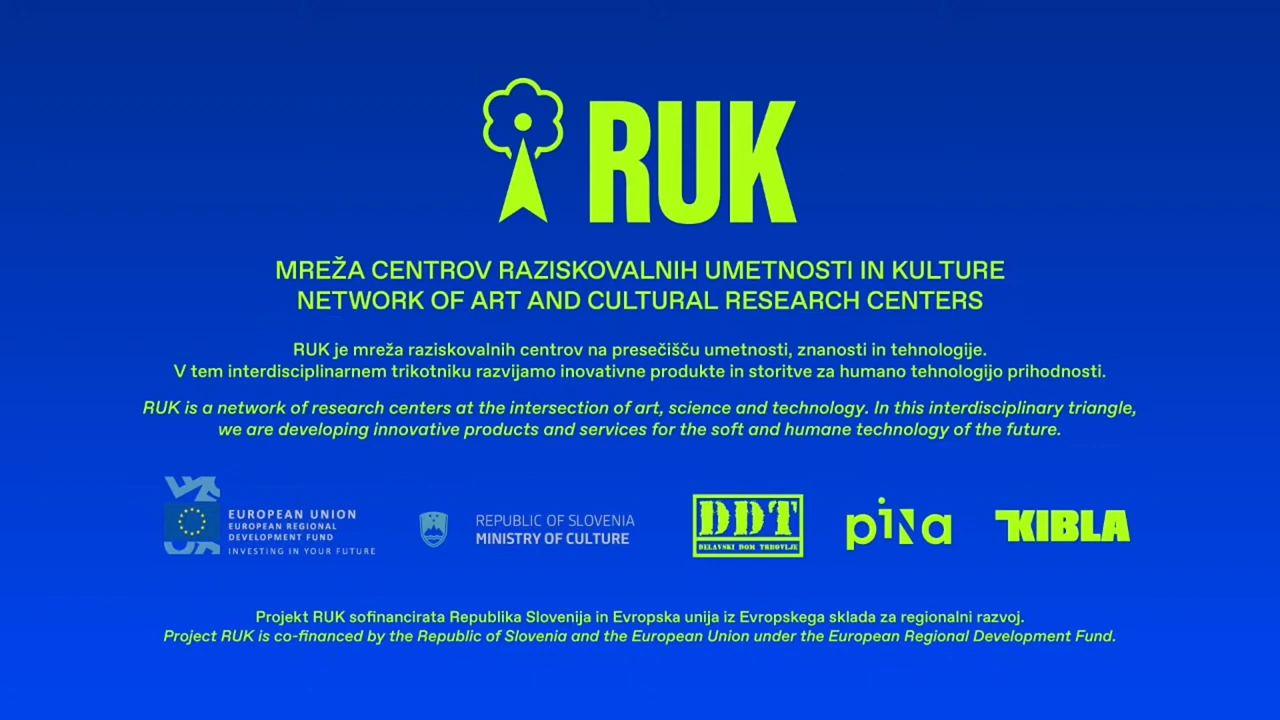 RUK
MREŽA CENTROV RAZISKOVALNIH UMETNOSTI IN KULTURE
NETWORK OF ART AND CULTURAL RESEARCH CENTERS
RUK je mreža raziskovalnih centrov na presečišču umetnosti, znanosti in tehnologije.
V tem interdisciplinarnem trikotniku razvijamo inovativne produkte in storitve za humano tehnologijo prihodnosti.
RUK is a network of research centers at the intersection of art, science and technology. In this interdisciplinary triangle,
we are developing innovative products and services for the soft and humane technology of the future.
EUROPEAN UNION
EUROPEAN REGIONAL
DEVELOPMENT FUND
INVESTING IN YOUR FUTURE
REPUBLIC OF SLOVENIA
MINISTRY OF CULTURE
DDT
DELAVSKI DOM TRBOVLJE
piNa
KIBLA
Projekt RUK sofinancirata Republika Slovenija in Evropska unija iz Evropskega sklada za regionalni razvoj.
Project RUK is co-financed by the Republic of Slovenia and the European Union under the European Regional Development Fund.